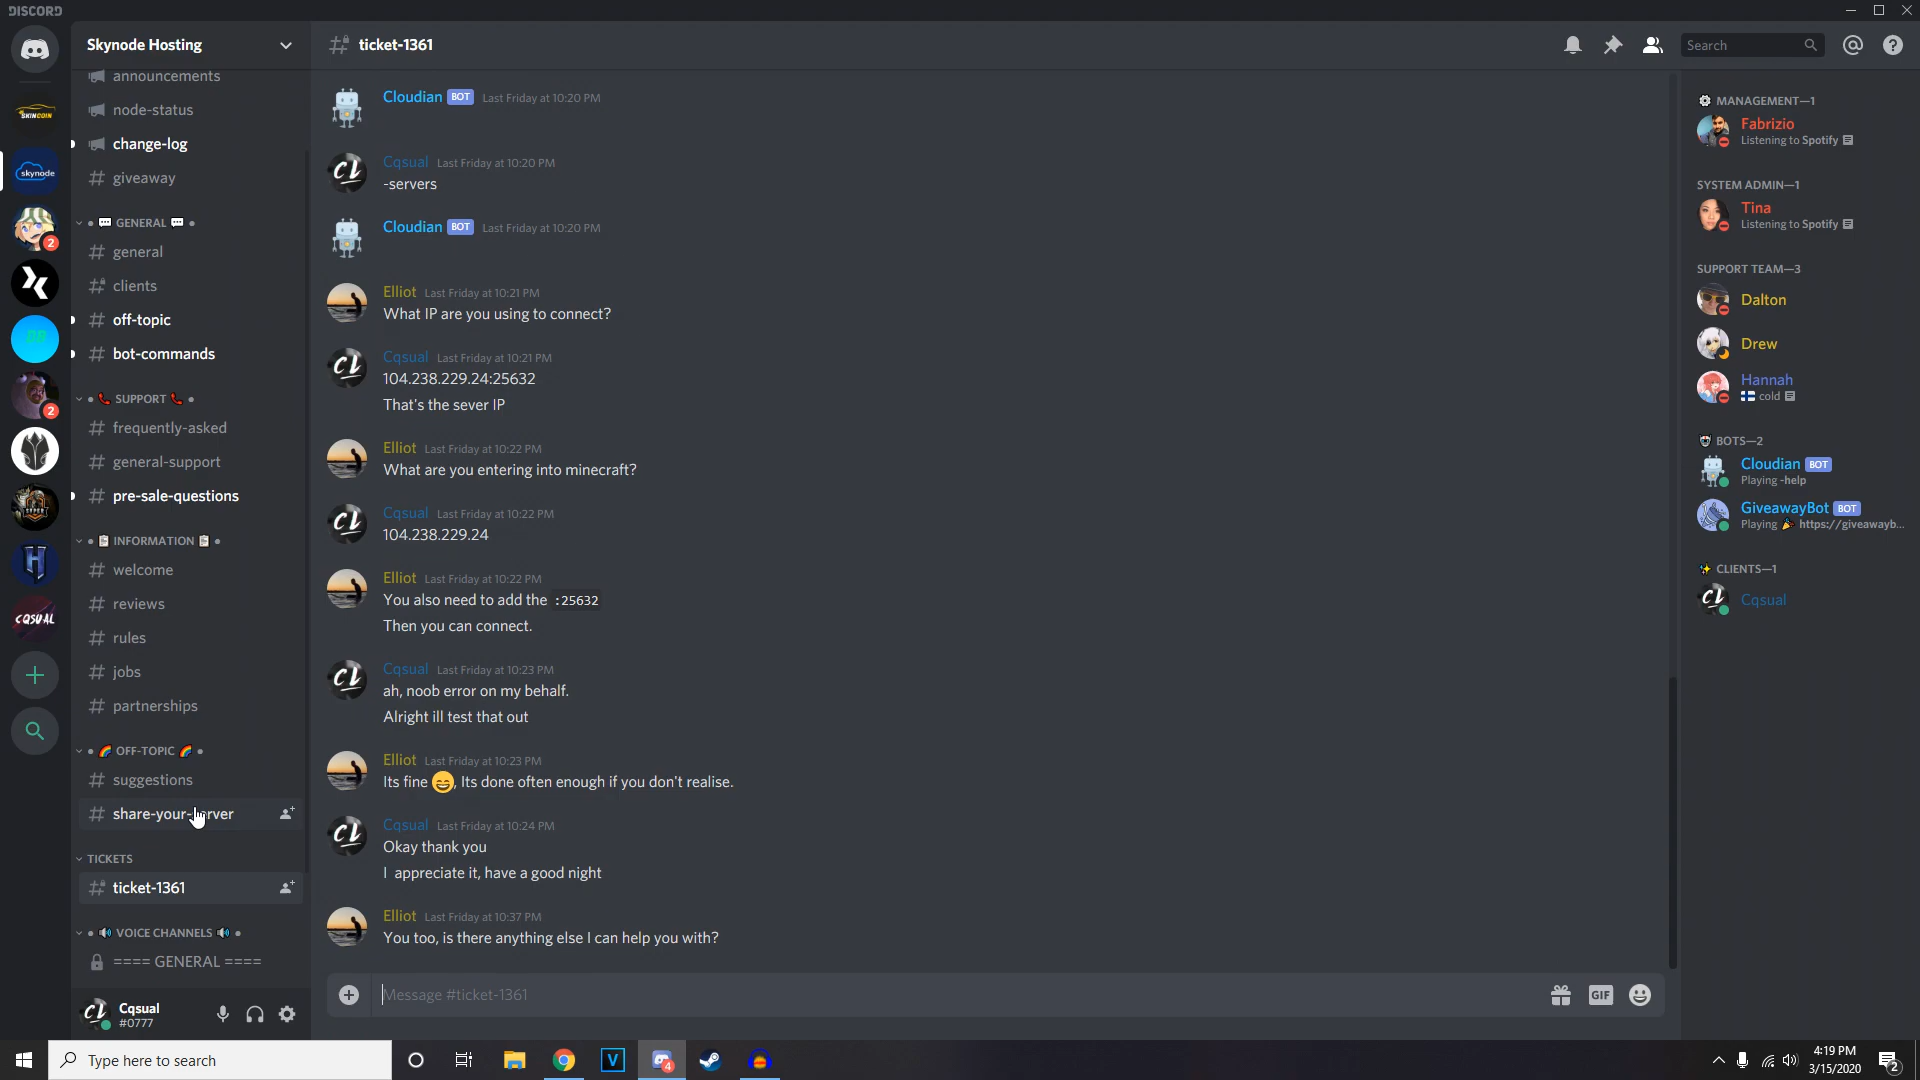 DISCORD
Skynode Hosting
ticket-1361
Search
announcements
node-status
change-log
giveaway
GENERAL
general
clients
off-topic
bot-commands
SUPPORT
frequently-asked
general-support
pre-sale-questions
INFORMATION
welcome
reviews
rules
jobs
partnerships
OFF-TOPIC
suggestions
share-your-server
TICKETS
ticket-1361
VOICE CHANNELS
==== GENERAL ====
Cqsual
#0777
SKINCOIN
skynode
2
2
CQSUAL
Cloudian BOT Last Friday at 10:20 PM
Cqsual Last Friday at 10:20 PM
-servers
Cloudian BOT Last Friday at 10:20 PM
Elliot Last Friday at 10:21 PM
What IP are you using to connect?
Cqsual Last Friday at 10:21 PM
104.238.229.24:25632
That's the sever IP
Elliot Last Friday at 10:22 PM
What are you entering into minecraft?
Cqsual Last Friday at 10:22 PM
104.238.229.24
Elliot Last Friday at 10:22 PM
You also need to add the :25632
Then you can connect.
Cqsual Last Friday at 10:23 PM
ah, noob error on my behalf.
Alright ill test that out
Elliot Last Friday at 10:23 PM
Its fine 😄, Its done often enough if you don't realise.
Cqsual Last Friday at 10:24 PM
Okay thank you
I appreciate it, have a good night
Elliot Last Friday at 10:37 PM
You too, is there anything else I can help you with?
Message #ticket-1361
GIF
MANAGEMENT—1
Fabrizio
Listening to Spotify
SYSTEM ADMIN—1
Tina
Listening to Spotify
SUPPORT TEAM—3
Dalton
Drew
Hannah
cold
BOTS—2
Cloudian BOT
Playing -help
GiveawayBot BOT
Playing 🎉 https://giveawayb...
CLIENTS—1
Cqsual
Type here to search
V
4
4:19 PM
3/15/2020
2